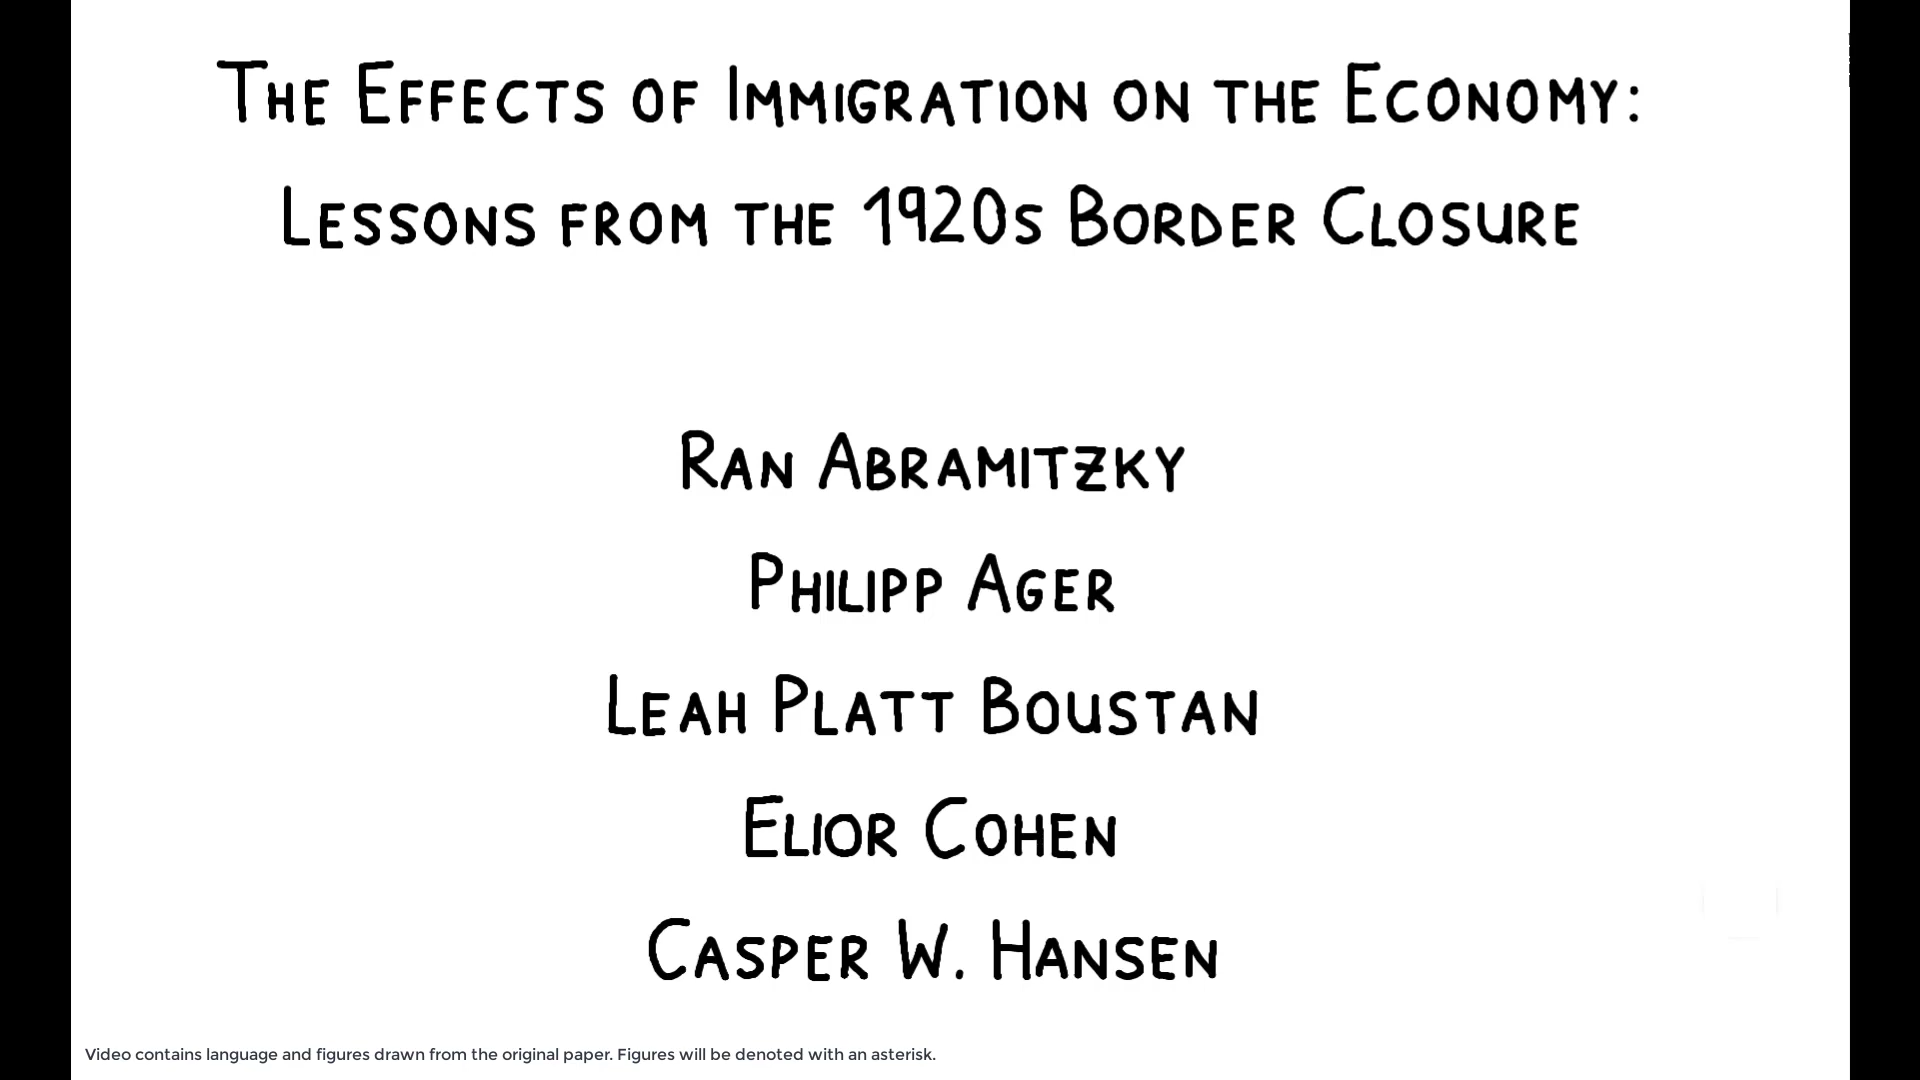 The Effects of Immigration on the Economy:
Lessons from the 1920s Border Closure
Ran Abramitzky
Philipp Ager
Leah Platt Boustan
Elior Cohen
Casper W. Hansen
Video contains language and figures drawn from the original paper. Figures will be denoted with an asterisk.